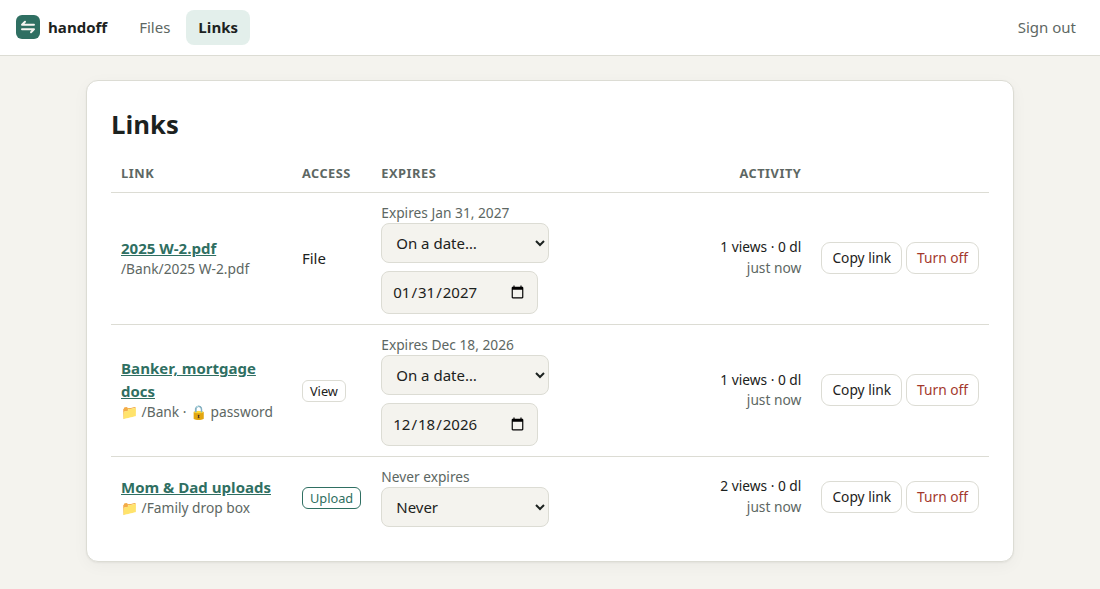 handoff Files Links Sign out
Links
LINK ACCESS EXPIRES ACTIVITY
Expires Jan 31, 2027
2025 W-2.pdf
/Bank/2025 W-2.pdf
File
On a date...
01/31/2027
1 views · 0 dl
just now
Copy link Turn off
Expires Dec 18, 2026
Banker, mortgage
docs
📁 /Bank · 🔒 password
View
On a date...
12/18/2026
1 views · 0 dl
just now
Copy link Turn off
Never expires
Mom & Dad uploads
📁 /Family drop box
Upload
Never
2 views · 0 dl
just now
Copy link Turn off